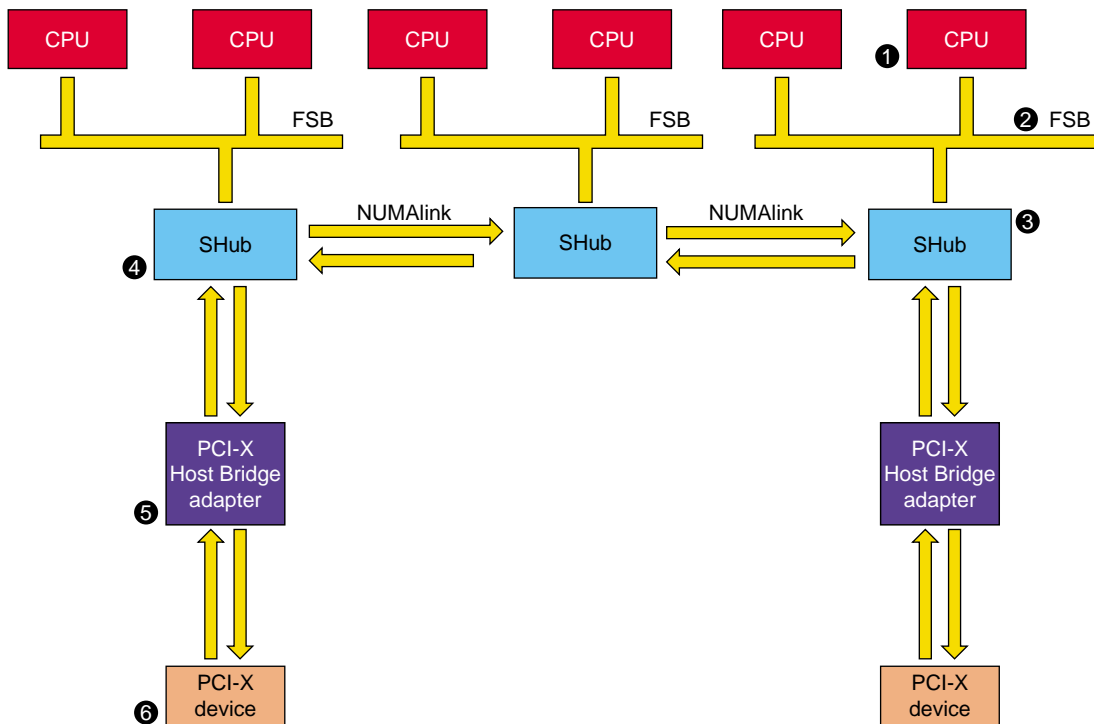 CPU
CPU
CPU
CPU
CPU
CPU
1
FSB
FSB
2
FSB
NUMAlink
NUMAlink
3
SHub
SHub
SHub
4
PCI-X
Host Bridge
adapter
5
PCI-X
Host Bridge
adapter
PCI-X
device
6
PCI-X
device